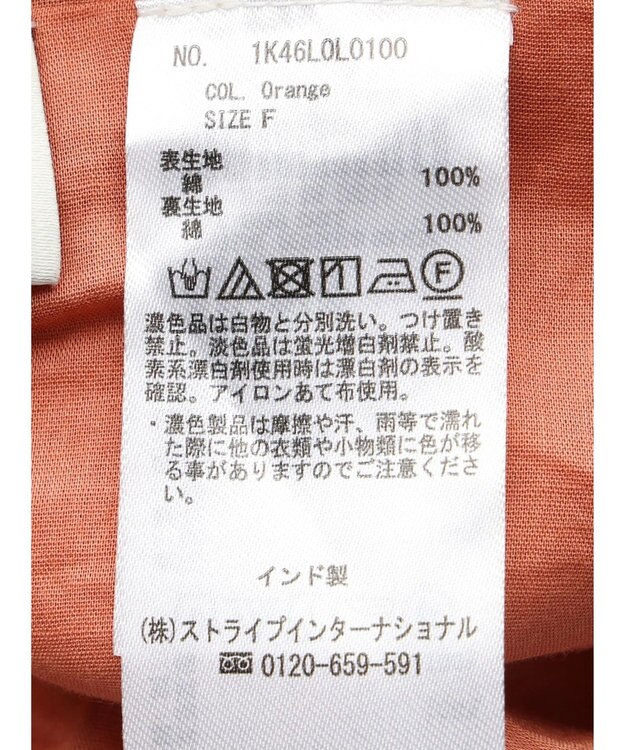 NO. 1K46L0L0100
COL. Orange
SIZE F
表生地
綿 100%
裏生地
綿 100%
F
濃色品は白物と分別洗い。つけ置き
禁止。淡色品は蛍光増白剤禁止。酸
素系漂白剤使用時は漂白剤の表示を
確認。アイロンあて布使用。
・濃色製品は摩擦や汗、雨等で濡れ
た際に他の衣類や小物類に色が移
る事がありますのでご注意くださ
い。
インド製
(株)ストライプインターナショナル
0120-659-591